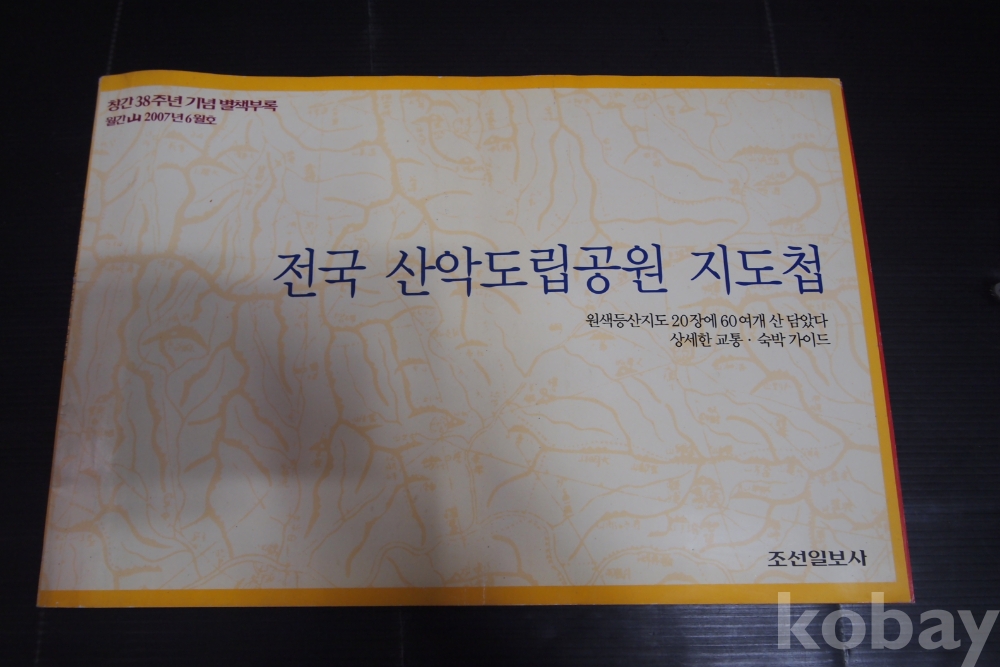 창간 38주년 기념 별책부록
월간 山 2007년 6월호
전국 산악도립공원 지도첩
원색등산지도 20장에 60여개 산 담았다
상세한 교통 · 숙박 가이드
조선일보사
kobay